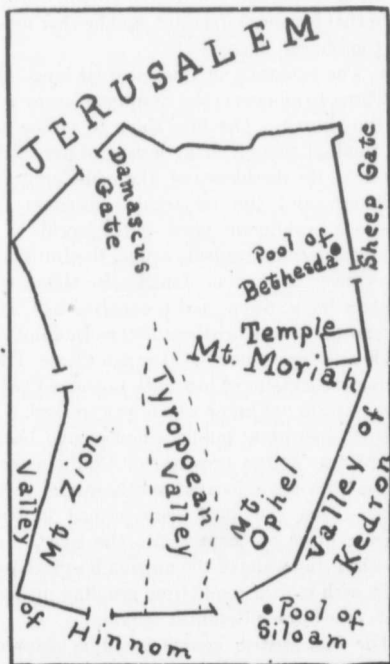 JERUSALEM
Damascus
Gate
Sheep Gate
Pool of
Bethesda
Temple
Mt. Moriah
Tyropoean
Valley
Mt. Zion
Mt.
Ophel
Valley of
Kedron
Valley
of
Hinnom
Pool of
Siloam